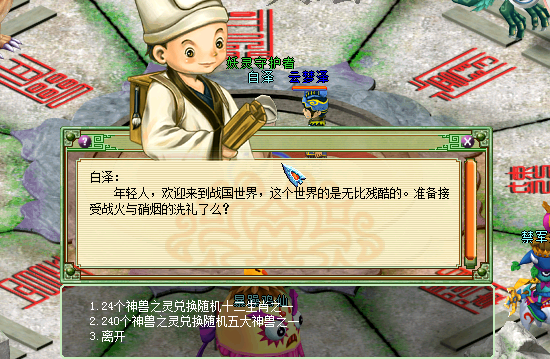 妖泉守护者
白泽
云梦泽
白泽：
年轻人，欢迎来到战国世界，这个世界的是无比残酷的。准备接
受战火与硝烟的洗礼了么？
禁军
1.24个神兽之灵兑换随机十二生肖之一
2.240个神兽之灵兑换随机五大神兽之一
3.离开